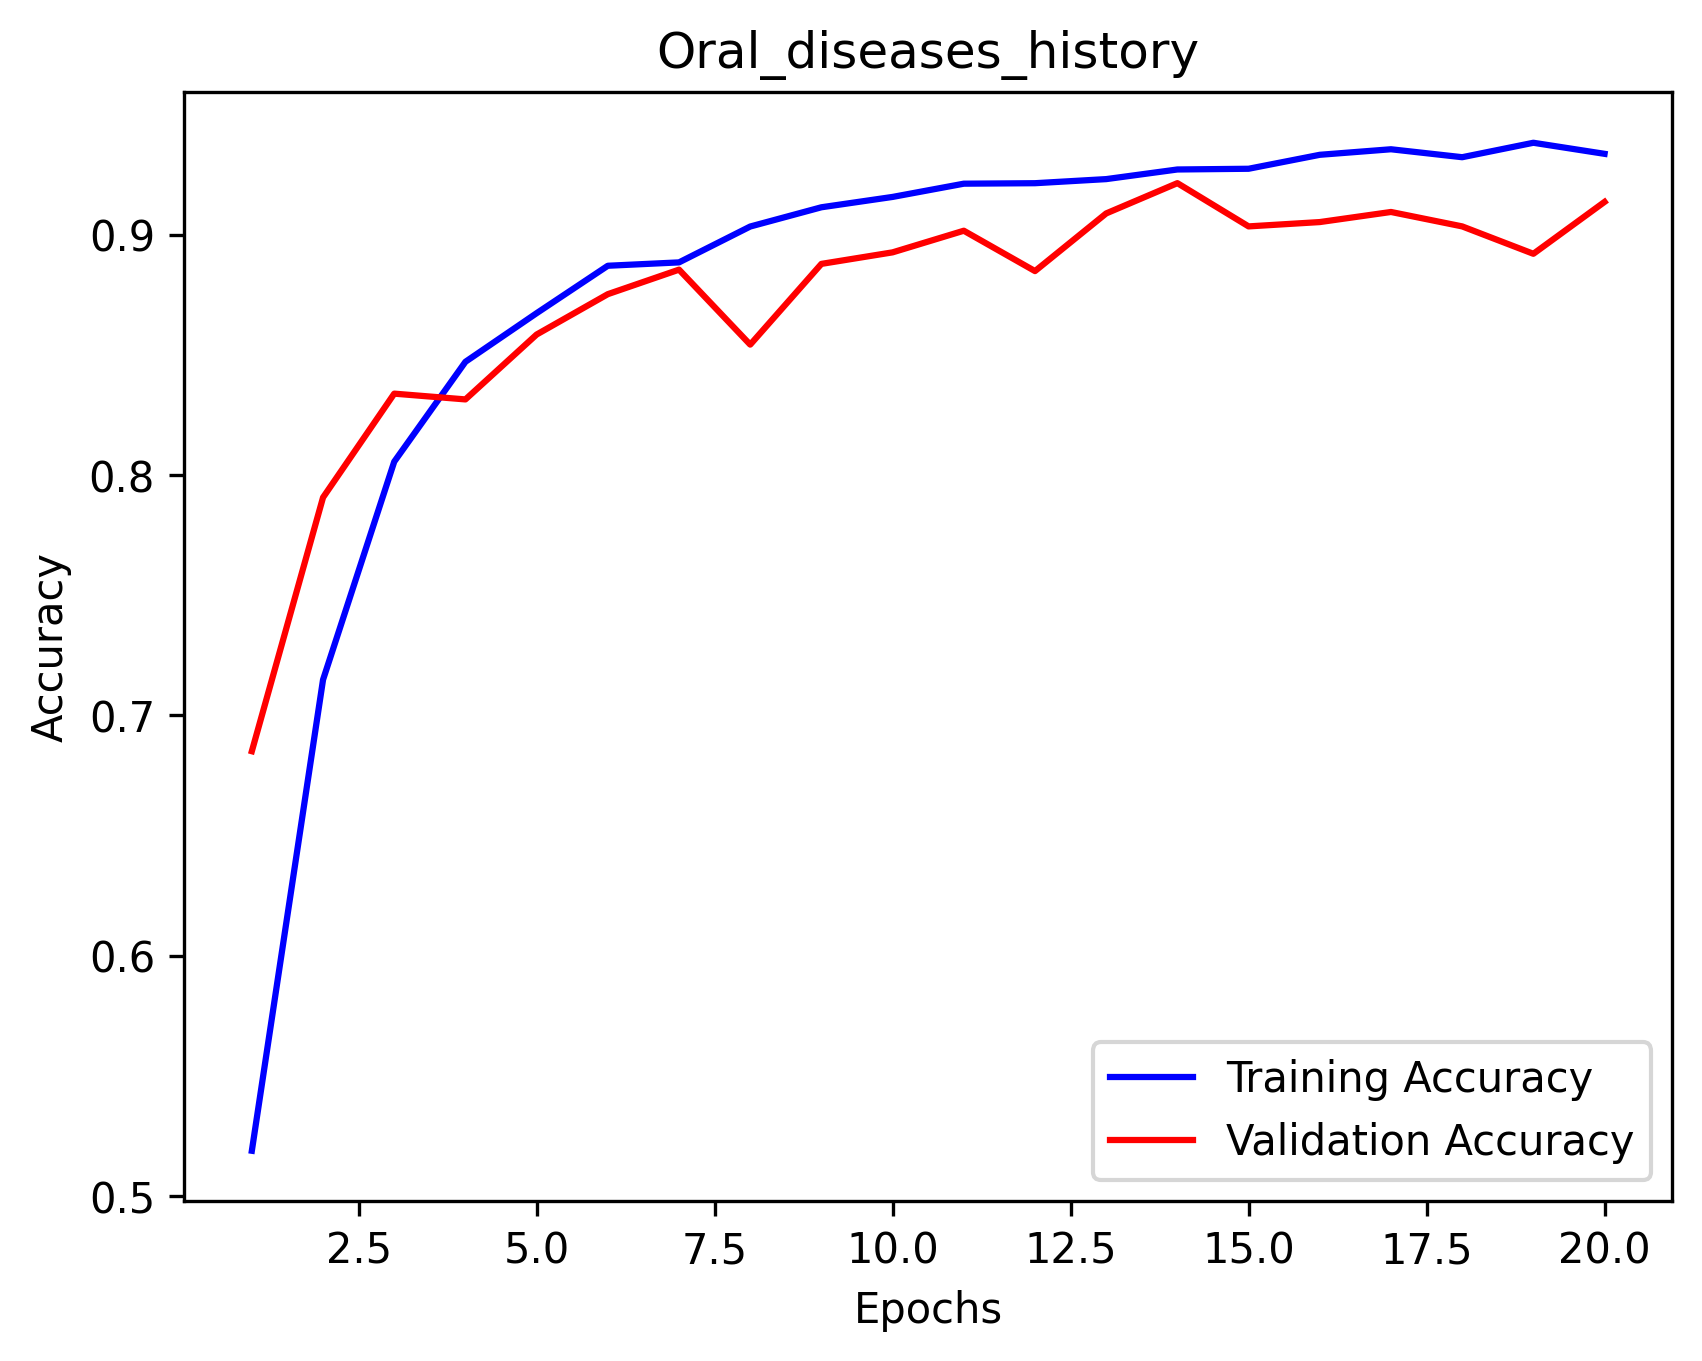 Oral_diseases_history
Accuracy
0.9
0.8
0.7
0.6
0.5
Training Accuracy
Validation Accuracy
2.5 5.0 7.5 10.0 12.5 15.0 17.5 20.0
Epochs